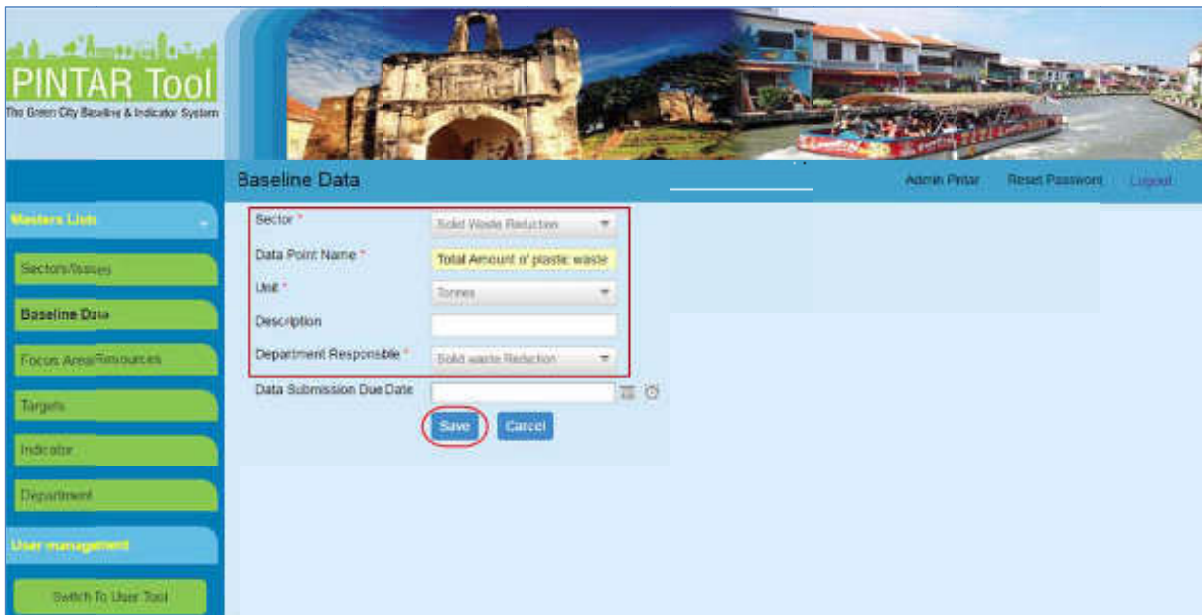 PINTAR Tool
The Green City Baseline & Indicator System
Baseline Data
Admin Pintar Reset Password Logout
Masters Lists
Sectors/Issues
Baseline Data
Focus Area/Resources
Targets
Indicator
Department
User management
Switch To User Tool
Sector * Solid Waste Reduction
Data Point Name * Total Amount of plastic waste
Unit * Tonnes
Description
Department Responsible * Solid waste Reduction
Data Submission Due Date
Save Cancel